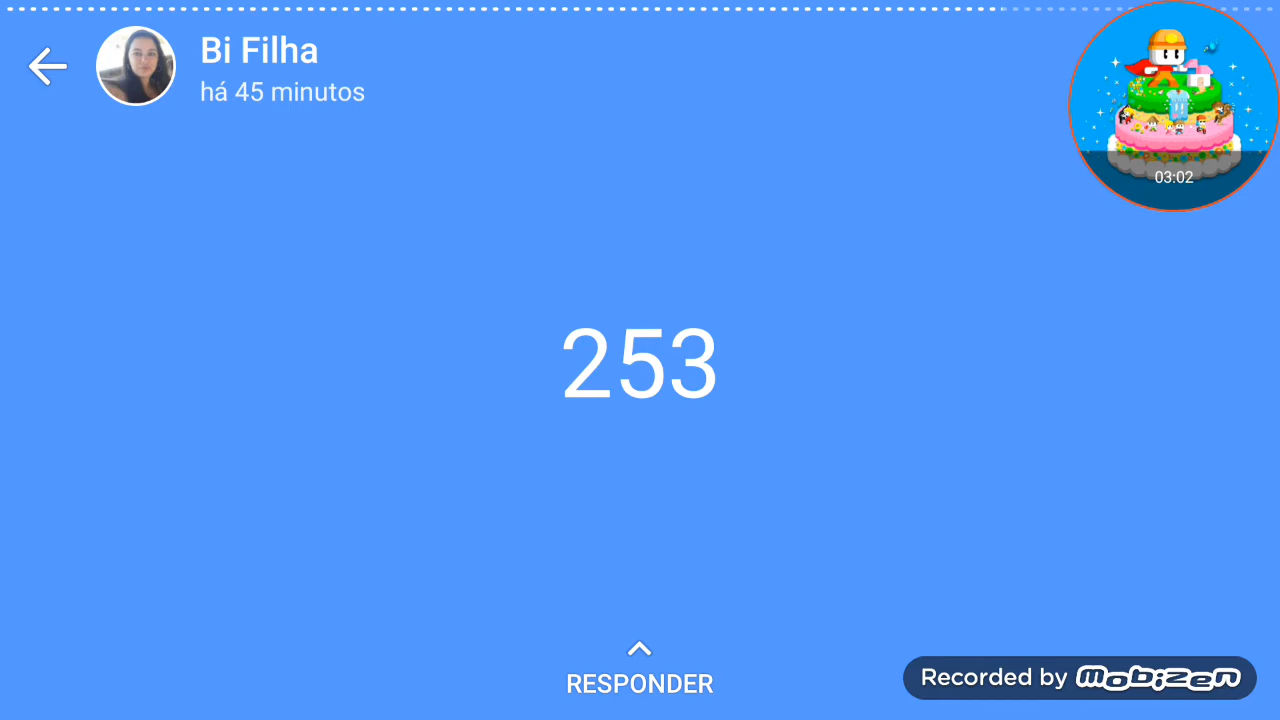 Bi Filha
há 45 minutos
03:02
253
RESPONDER
Recorded by mobizen